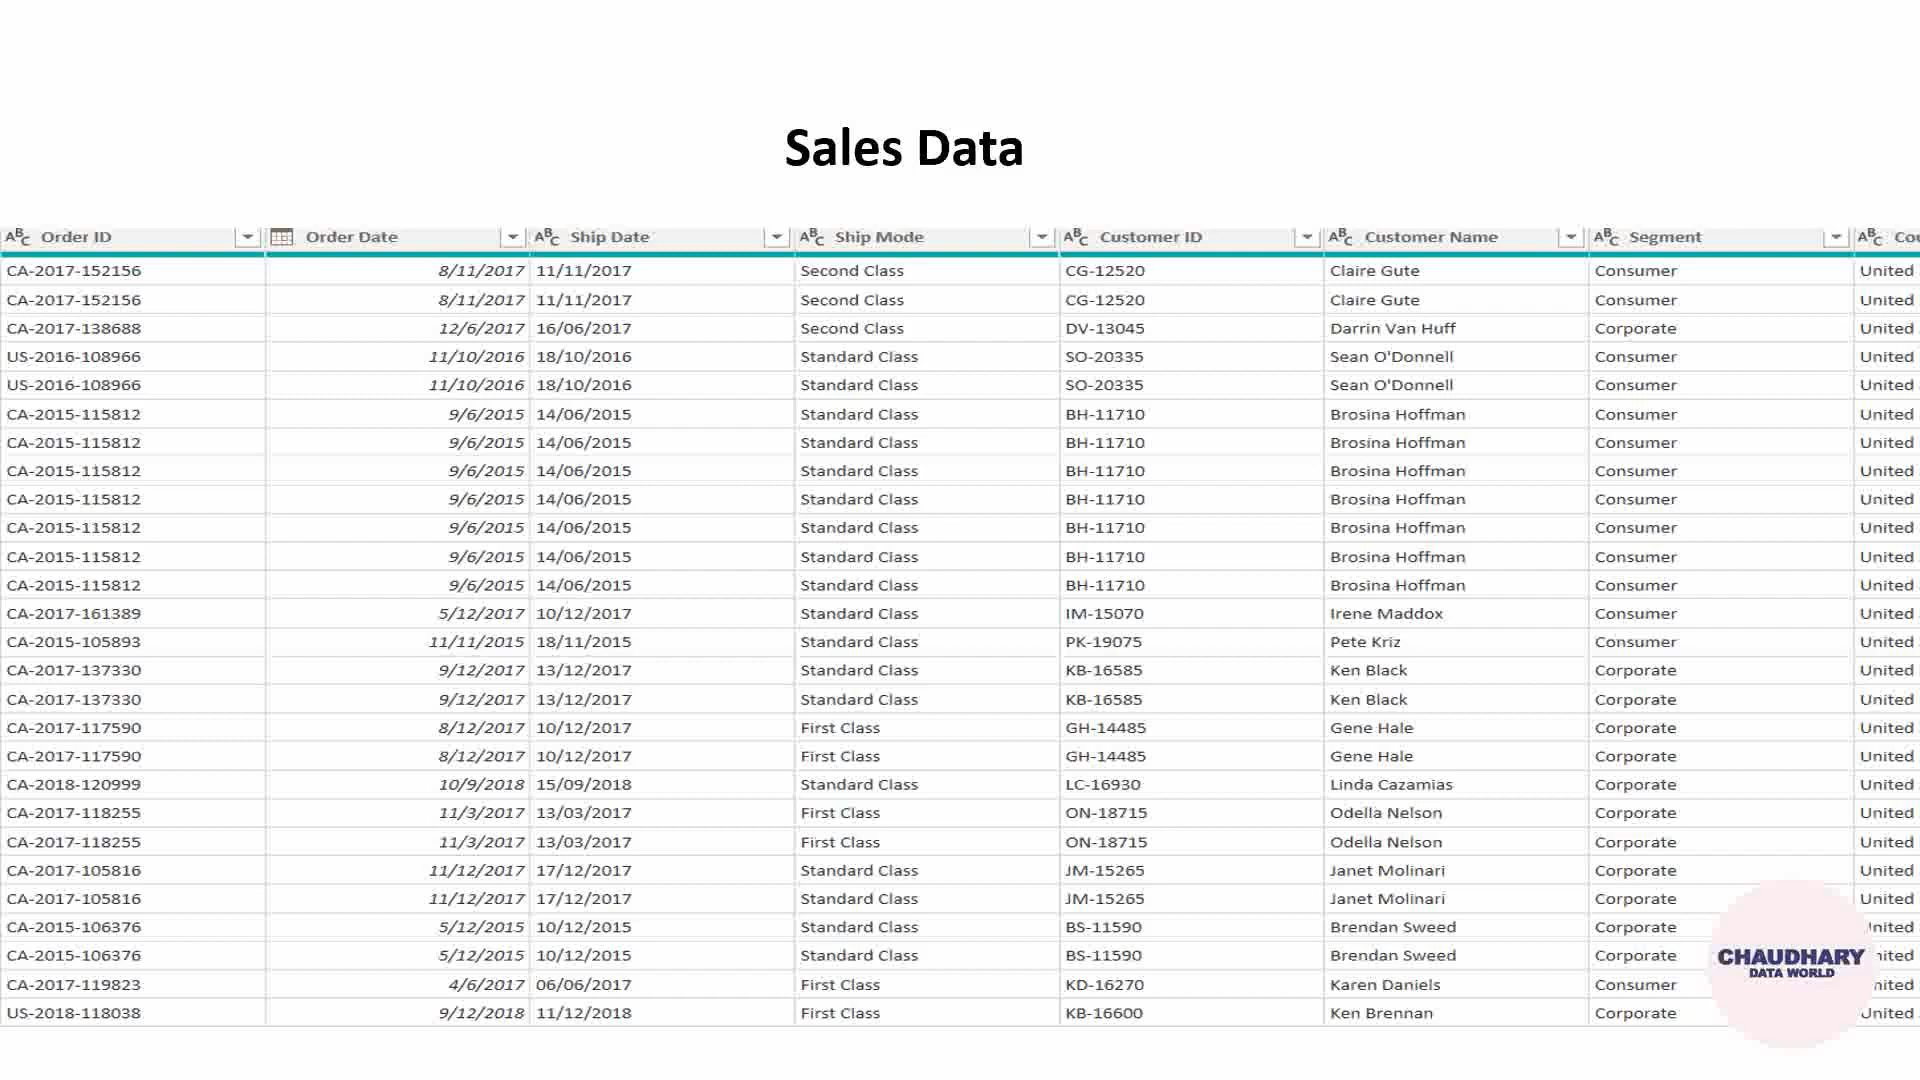 Sales Data
ABC Order ID Order Date ABC Ship Date ABC Ship Mode ABC Customer ID ABC Customer Name ABC Segment ABC Cou
CA-2017-152156 8/11/2017 11/11/2017 Second Class CG-12520 Claire Gute Consumer United
CA-2017-152156 8/11/2017 11/11/2017 Second Class CG-12520 Claire Gute Consumer United
CA-2017-138688 12/6/2017 16/06/2017 Second Class DV-13045 Darrin Van Huff Corporate United
US-2016-108966 11/10/2016 18/10/2016 Standard Class SO-20335 Sean O'Donnell Consumer United
US-2016-108966 11/10/2016 18/10/2016 Standard Class SO-20335 Sean O'Donnell Consumer United
CA-2015-115812 9/6/2015 14/06/2015 Standard Class BH-11710 Brosina Hoffman Consumer United
CA-2015-115812 9/6/2015 14/06/2015 Standard Class BH-11710 Brosina Hoffman Consumer United
CA-2015-115812 9/6/2015 14/06/2015 Standard Class BH-11710 Brosina Hoffman Consumer United
CA-2015-115812 9/6/2015 14/06/2015 Standard Class BH-11710 Brosina Hoffman Consumer United
CA-2015-115812 9/6/2015 14/06/2015 Standard Class BH-11710 Brosina Hoffman Consumer United
CA-2015-115812 9/6/2015 14/06/2015 Standard Class BH-11710 Brosina Hoffman Consumer United
CA-2015-115812 9/6/2015 14/06/2015 Standard Class BH-11710 Brosina Hoffman Consumer United
CA-2017-161389 5/12/2017 10/12/2017 Standard Class IM-15070 Irene Maddox Consumer United
CA-2015-105893 11/11/2015 18/11/2015 Standard Class PK-19075 Pete Kriz Consumer United
CA-2017-137330 9/12/2017 13/12/2017 Standard Class KB-16585 Ken Black Corporate United
CA-2017-137330 9/12/2017 13/12/2017 Standard Class KB-16585 Ken Black Corporate United
CA-2017-117590 8/12/2017 10/12/2017 First Class GH-14485 Gene Hale Corporate United
CA-2017-117590 8/12/2017 10/12/2017 First Class GH-14485 Gene Hale Corporate United
CA-2018-120999 10/9/2018 15/09/2018 Standard Class LC-16930 Linda Cazamias Corporate United
CA-2017-118255 11/3/2017 13/03/2017 First Class ON-18715 Odella Nelson Corporate United
CA-2017-118255 11/3/2017 13/03/2017 First Class ON-18715 Odella Nelson Corporate United
CA-2017-105816 11/12/2017 17/12/2017 Standard Class JM-15265 Janet Molinari Corporate United
CA-2017-105816 11/12/2017 17/12/2017 Standard Class JM-15265 Janet Molinari Corporate United
CA-2015-106376 5/12/2015 10/12/2015 Standard Class BS-11590 Brendan Sweed Corporate United
CA-2015-106376 5/12/2015 10/12/2015 Standard Class BS-11590 Brendan Sweed Corporate nited
CA-2017-119823 4/6/2017 06/06/2017 First Class KD-16270 Karen Daniels Consumer nited
US-2018-118038 9/12/2018 11/12/2018 First Class KB-16600 Ken Brennan Corporate United
CHAUDHARY
DATA WORLD